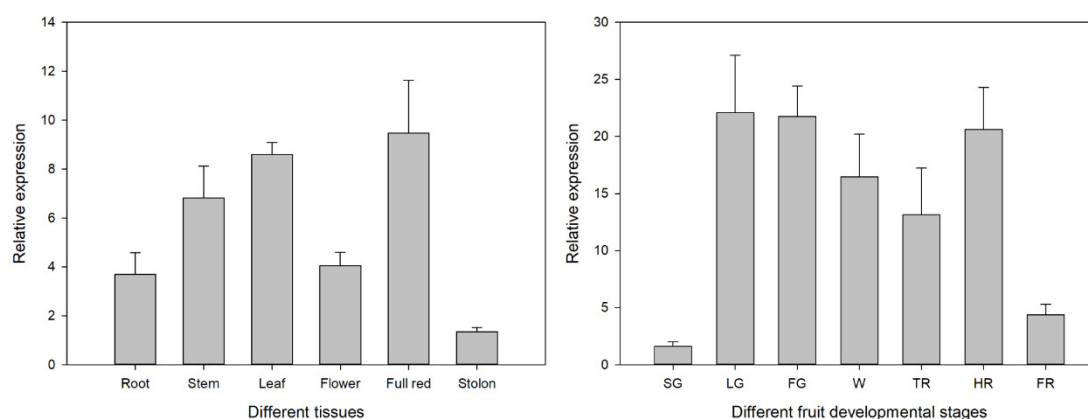 Relative expression
14
12
10
8
6
4
2
0
Root Stem Leaf Flower Full red Stolon
Different tissues
Relative expression
30
25
20
15
10
5
0
SG LG FG W TR HR FR
Different fruit developmental stages